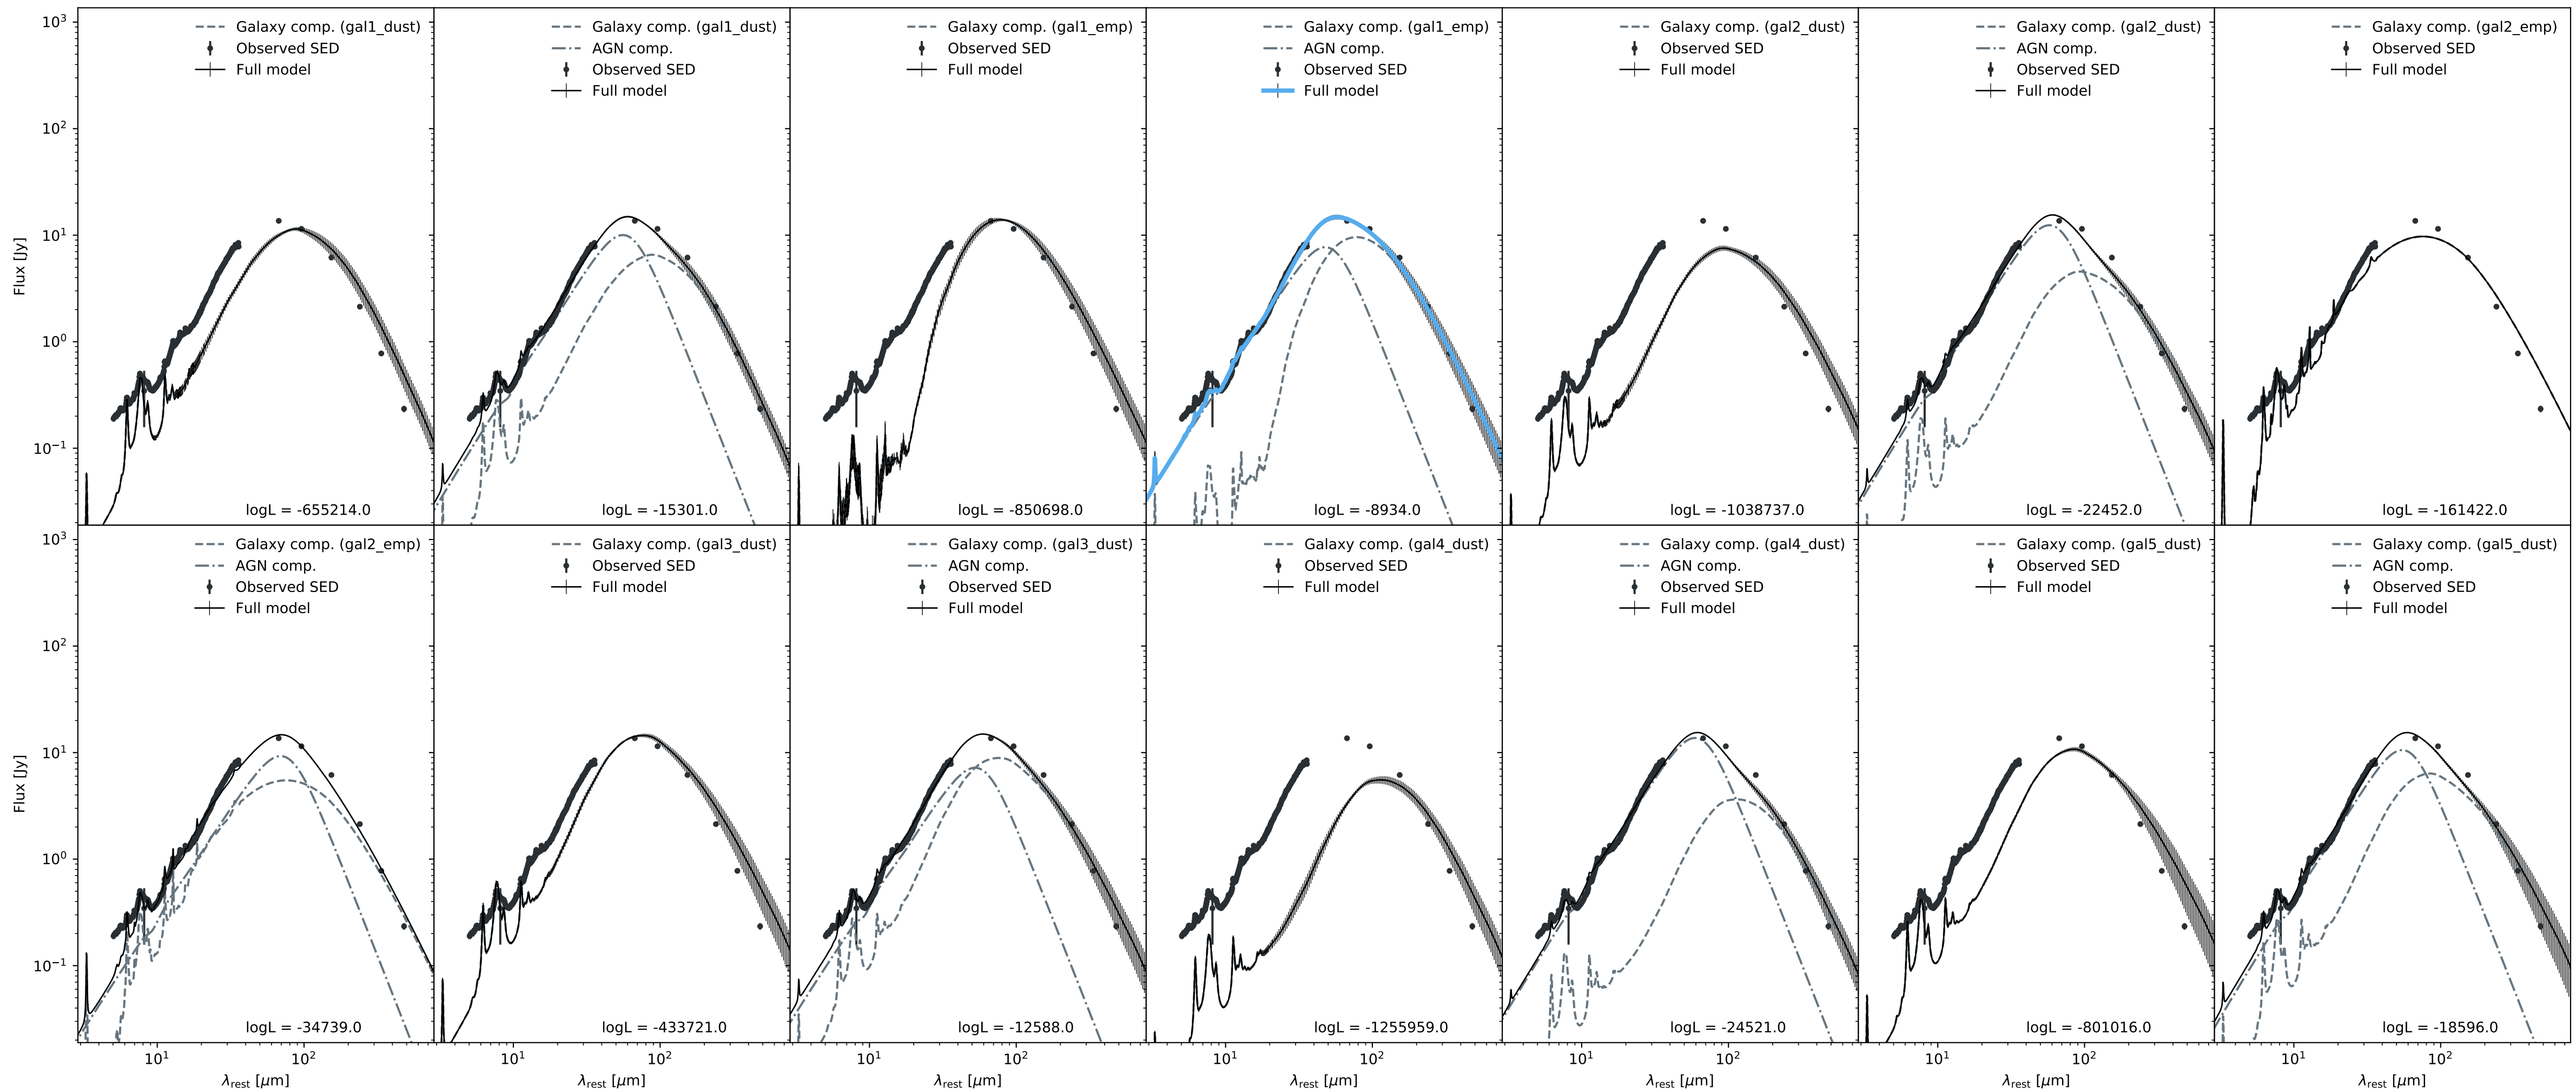 Galaxy comp. (gal1_dust)
Observed SED
Full model
logL = -655214.0
Galaxy comp. (gal1_dust)
AGN comp.
Observed SED
Full model
logL = -15301.0
Galaxy comp. (gal1_emp)
Observed SED
Full model
logL = -850698.0
Galaxy comp. (gal1_emp)
AGN comp.
Observed SED
Full model
logL = -8934.0
Galaxy comp. (gal2_dust)
Observed SED
Full model
logL = -1038737.0
Galaxy comp. (gal2_dust)
AGN comp.
Observed SED
Full model
logL = -22452.0
Galaxy comp. (gal2_emp)
Observed SED
Full model
logL = -161422.0
Flux [Jy]
10³
10²
10¹
10⁰
10⁻¹
Galaxy comp. (gal2_emp)
AGN comp.
Observed SED
Full model
logL = -34739.0
Galaxy comp. (gal3_dust)
Observed SED
Full model
logL = -433721.0
Galaxy comp. (gal3_dust)
AGN comp.
Observed SED
Full model
logL = -12588.0
Galaxy comp. (gal4_dust)
Observed SED
Full model
logL = -1255959.0
Galaxy comp. (gal4_dust)
AGN comp.
Observed SED
Full model
logL = -24521.0
Galaxy comp. (gal5_dust)
Observed SED
Full model
logL = -801016.0
Galaxy comp. (gal5_dust)
AGN comp.
Observed SED
Full model
logL = -18596.0
Flux [Jy]
10³
10²
10¹
10⁰
10⁻¹
10¹ 10² 10¹ 10² 10¹ 10² 10¹ 10² 10¹ 10² 10¹ 10² 10¹ 10²
λrest [μm] λrest [μm] λrest [μm] λrest [μm] λrest [μm] λrest [μm] λrest [μm]